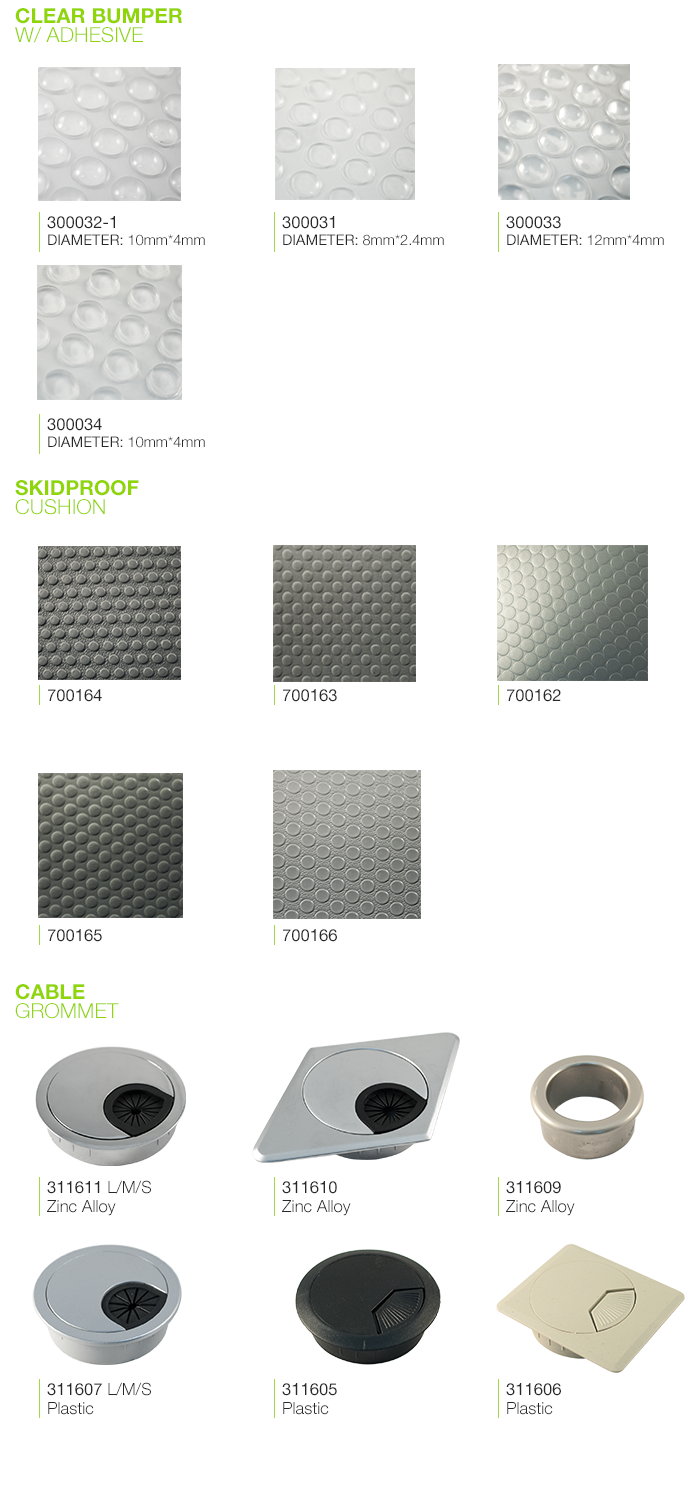 CLEAR BUMPER
W/ ADHESIVE
300032-1
DIAMETER: 10mm*4mm
300031
DIAMETER: 8mm*2.4mm
300033
DIAMETER: 12mm*4mm
300034
DIAMETER: 10mm*4mm
SKIDPROOF
CUSHION
700164
700163
700162
700165
700166
CABLE
GROMMET
311611 L/M/S
Zinc Alloy
311610
Zinc Alloy
311609
Zinc Alloy
311607 L/M/S
Plastic
311605
Plastic
311606
Plastic